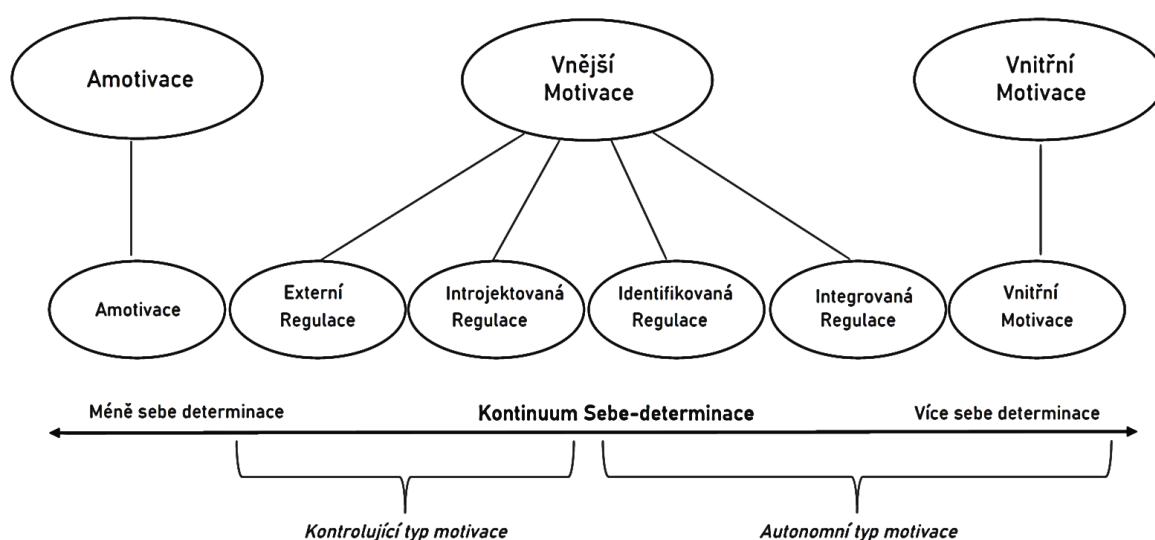 Amotivace
Vnější
Motivace
Vnitřní
Motivace
Amotivace
Externí
Regulace
Introjektovaná
Regulace
Identifikovaná
Regulace
Integrovaná
Regulace
Vnitřní
Motivace
Méně sebe determinace
Kontinuum Sebe-determinace
Více sebe determinace
Kontrolující typ motivace
Autonomní typ motivace